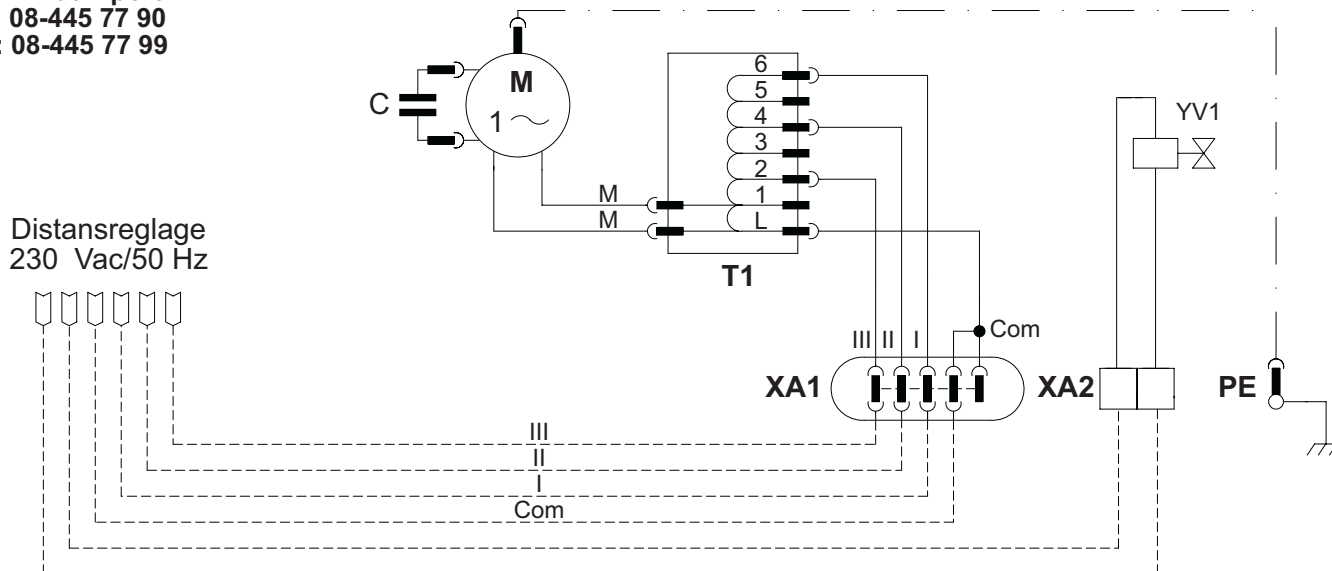 08-445 77 90
: 08-445 77 99
C
M
1
6
5
4
3
2
1
L
M
M
T1
YV1
Distansreglage
230 Vac/50 Hz
III II I
Com
XA1
XA2
PE
III
II
I
Com